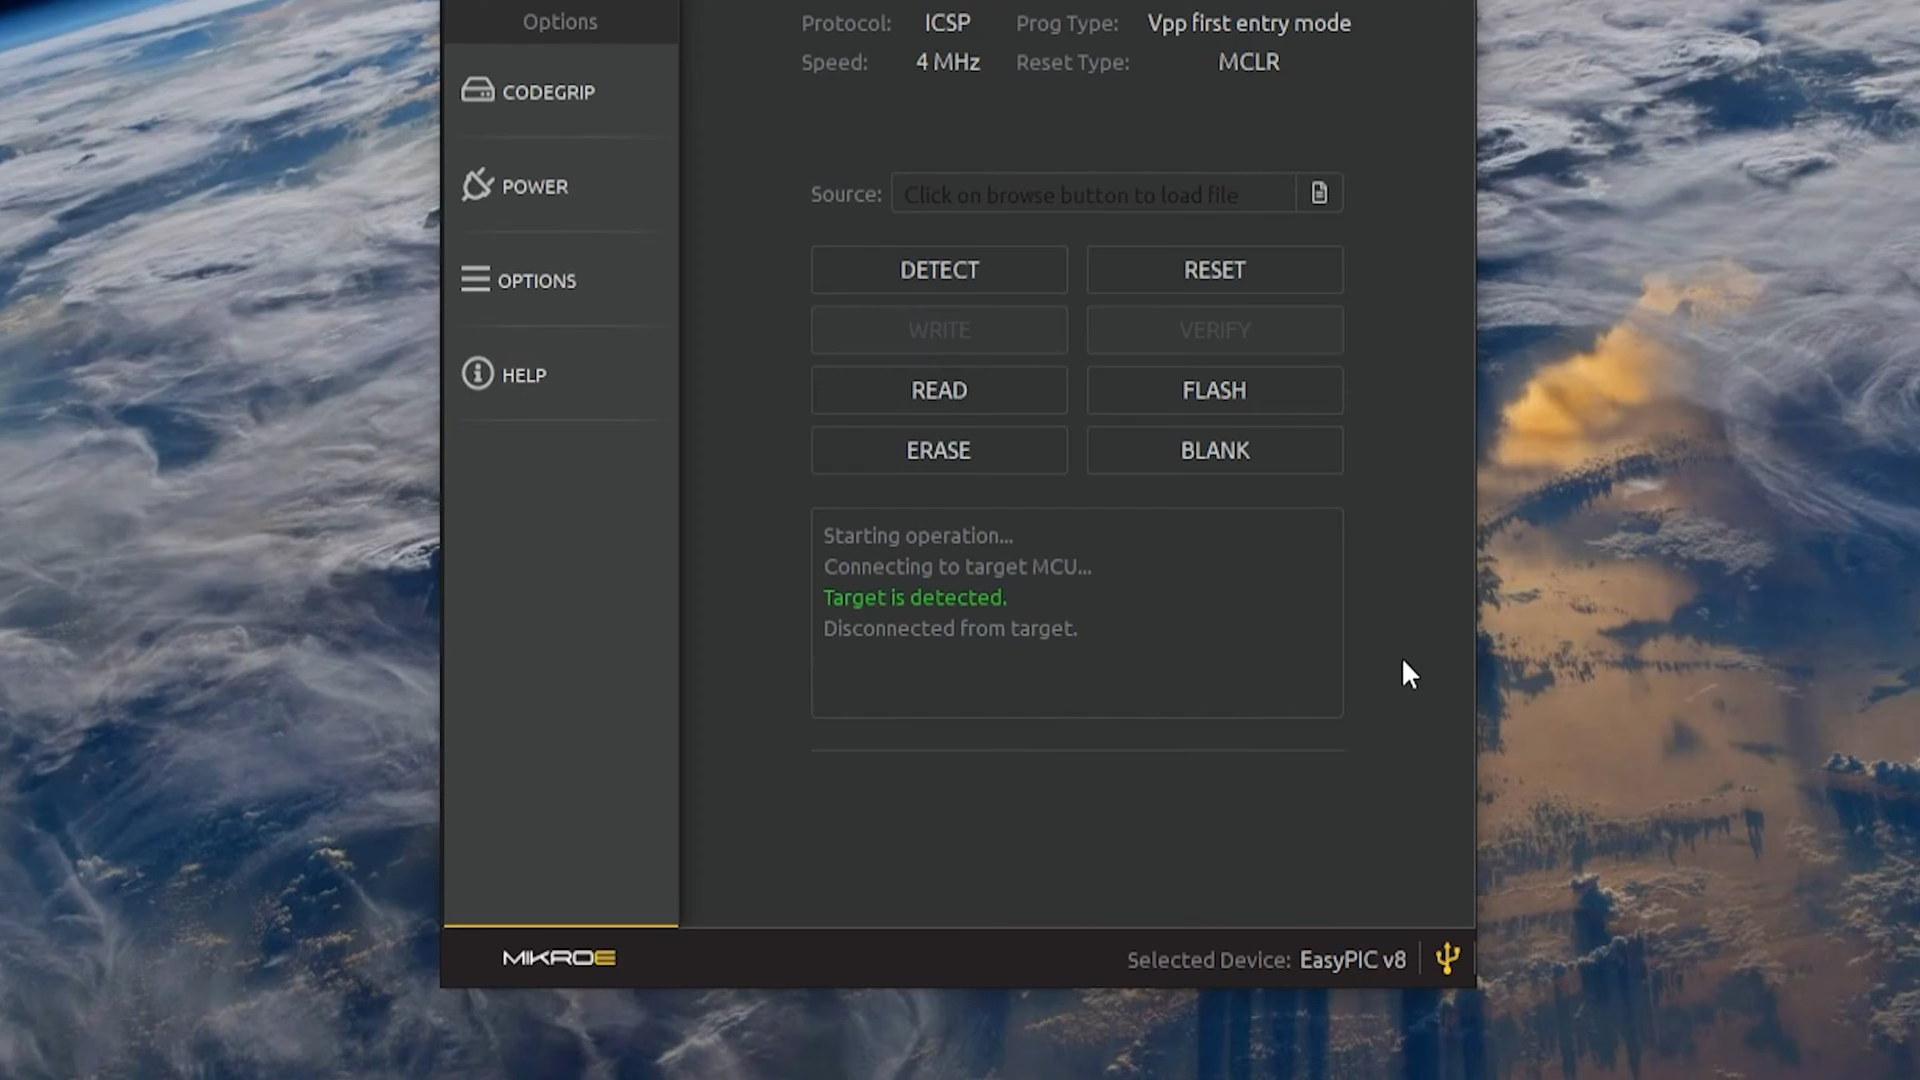 Options
CODEGRIP
POWER
OPTIONS
HELP
Protocol: ICSP Prog Type: Vpp first entry mode
Speed: 4 MHz Reset Type: MCLR
Source: Click on browse button to load file
DETECT RESET
WRITE VERIFY
READ FLASH
ERASE BLANK
Starting operation...
Connecting to target MCU...
Target is detected.
Disconnected from target.
MIKROE
Selected Device: EasyPIC v8